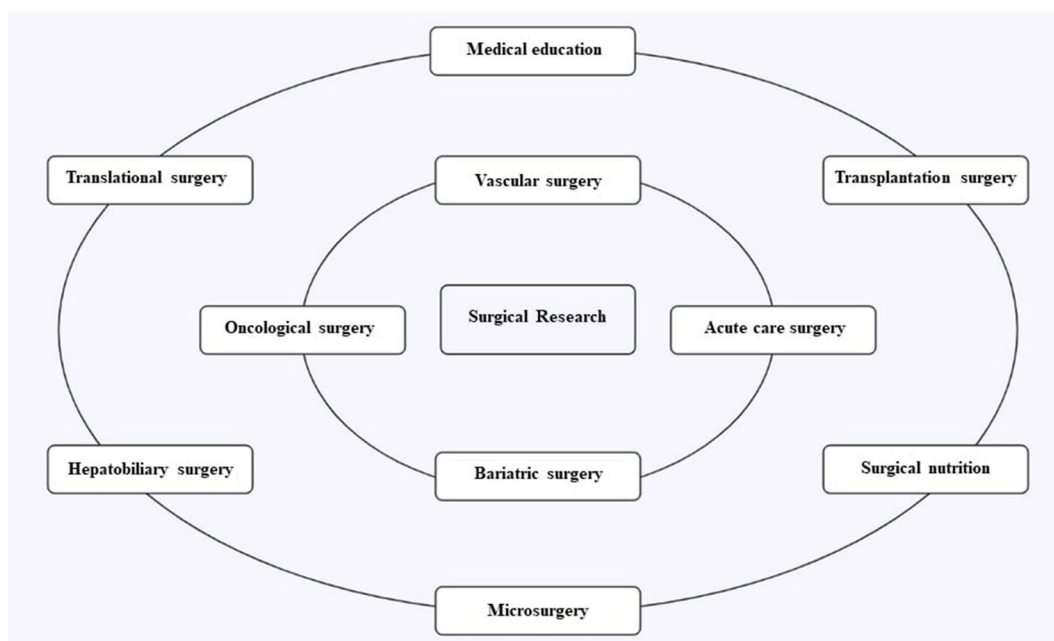 Medical education
Translational surgery
Vascular surgery
Transplantation surgery
Oncological surgery
Surgical Research
Acute care surgery
Hepatobiliary surgery
Bariatric surgery
Surgical nutrition
Microsurgery